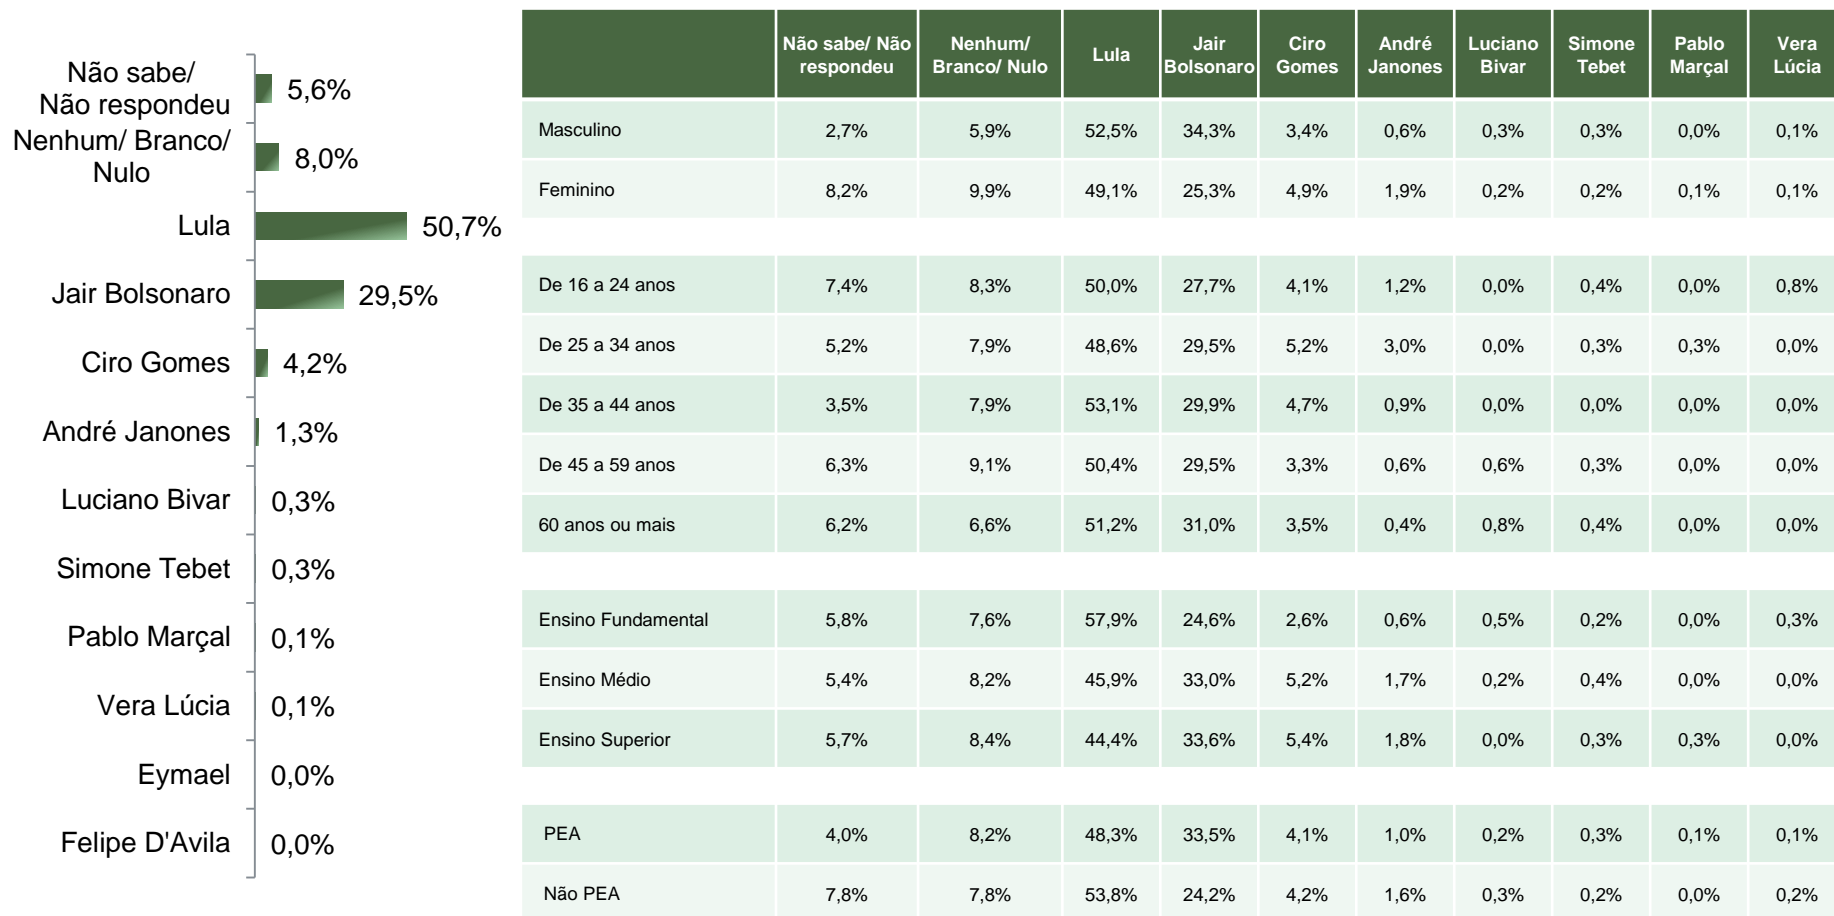 Não sabe/
Não respondeu
5,6%
Nenhum/ Branco/
Nulo
8,0%
Lula
50,7%
Jair Bolsonaro
29,5%
Ciro Gomes
4,2%
André Janones
1,3%
Luciano Bivar
0,3%
Simone Tebet
0,3%
Pablo Marçal
0,1%
Vera Lúcia
0,1%
Eymael
0,0%
Felipe D'Avila
0,0%
Não sabe/ Não respondeu Nenhum/ Branco/ Nulo Lula Jair Bolsonaro Ciro Gomes André Janones Luciano Bivar Simone Tebet Pablo Marçal Vera Lúcia
Masculino 2,7% 5,9% 52,5% 34,3% 3,4% 0,6% 0,3% 0,3% 0,0% 0,1%
Feminino 8,2% 9,9% 49,1% 25,3% 4,9% 1,9% 0,2% 0,2% 0,1% 0,1%
De 16 a 24 anos 7,4% 8,3% 50,0% 27,7% 4,1% 1,2% 0,0% 0,4% 0,0% 0,8%
De 25 a 34 anos 5,2% 7,9% 48,6% 29,5% 5,2% 3,0% 0,0% 0,3% 0,3% 0,0%
De 35 a 44 anos 3,5% 7,9% 53,1% 29,9% 4,7% 0,9% 0,0% 0,0% 0,0% 0,0%
De 45 a 59 anos 6,3% 9,1% 50,4% 29,5% 3,3% 0,6% 0,6% 0,3% 0,0% 0,0%
60 anos ou mais 6,2% 6,6% 51,2% 31,0% 3,5% 0,4% 0,8% 0,4% 0,0% 0,0%
Ensino Fundamental 5,8% 7,6% 57,9% 24,6% 2,6% 0,6% 0,5% 0,2% 0,0% 0,3%
Ensino Médio 5,4% 8,2% 45,9% 33,0% 5,2% 1,7% 0,2% 0,4% 0,0% 0,0%
Ensino Superior 5,7% 8,4% 44,4% 33,6% 5,4% 1,8% 0,0% 0,3% 0,3% 0,0%
PEA 4,0% 8,2% 48,3% 33,5% 4,1% 1,0% 0,2% 0,3% 0,1% 0,1%
Não PEA 7,8% 7,8% 53,8% 24,2% 4,2% 1,6% 0,3% 0,2% 0,0% 0,2%